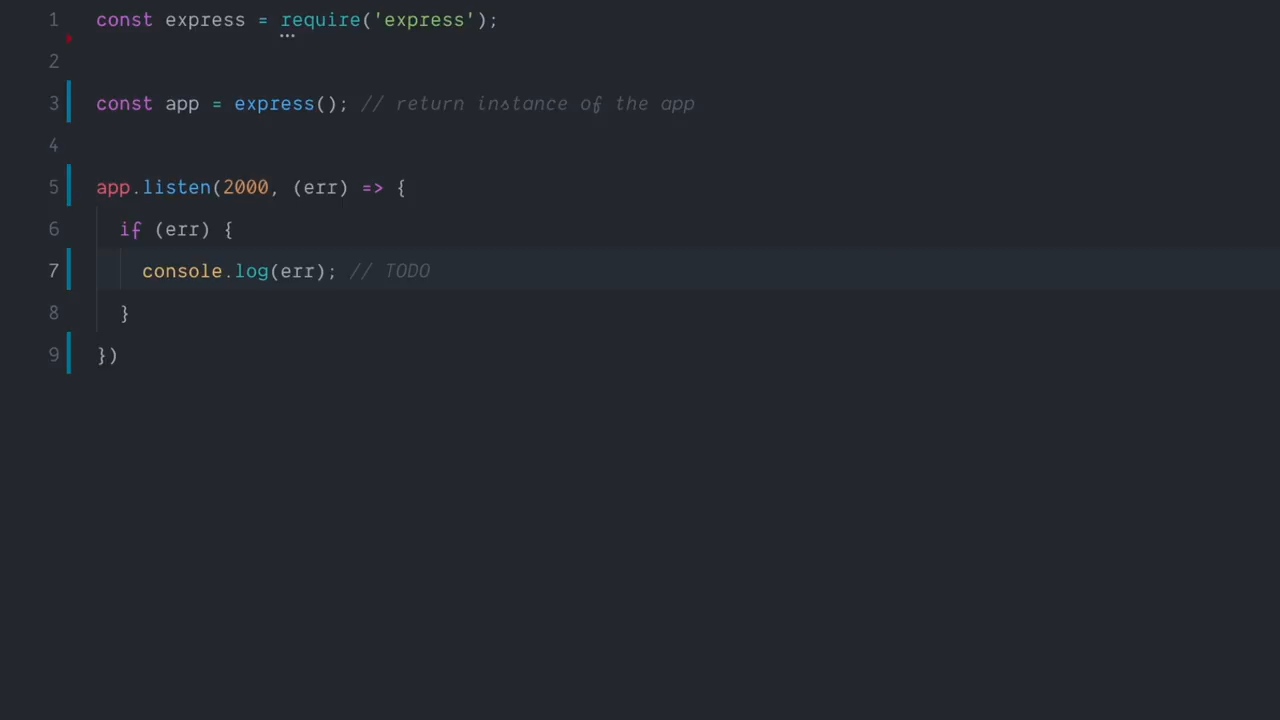 1 const express = require('express');
2
3 const app = express(); // return instance of the app
4
5 app.listen(2000, (err) => {
6 if (err) {
7 console.log(err); // TODO
8 }
9 })